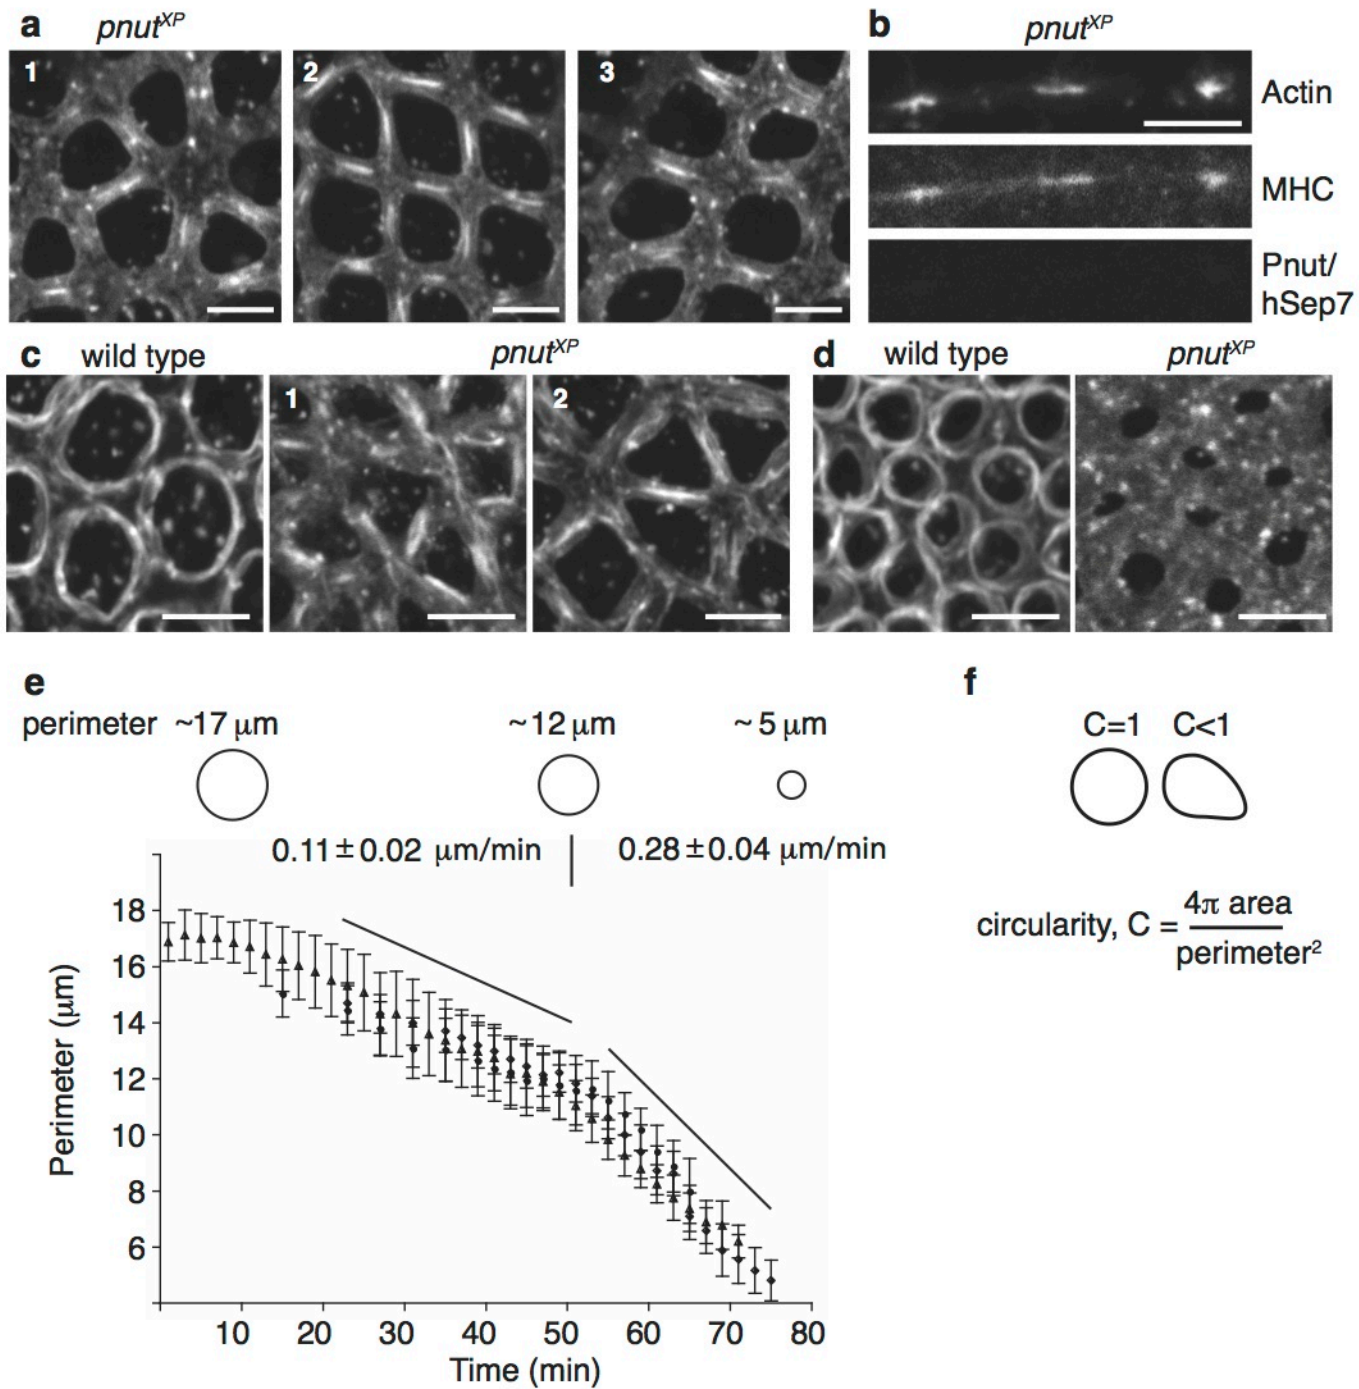 a pnutXP b pnutXP
1 2 3
Actin
MHC
Pnut/
hSep7
c wild type pnutXP d wild type pnutXP
1 2
e f
perimeter ~17 μm ~12 μm ~ 5 μm C=1 C<1
0.11±0.02 μm/min 0.28±0.04 μm/min
circularity, C = 4π area
perimeter²
Perimeter (μm)
18
16
14
12
10
8
6
10 20 30 40 50 60 70 80
Time (min)